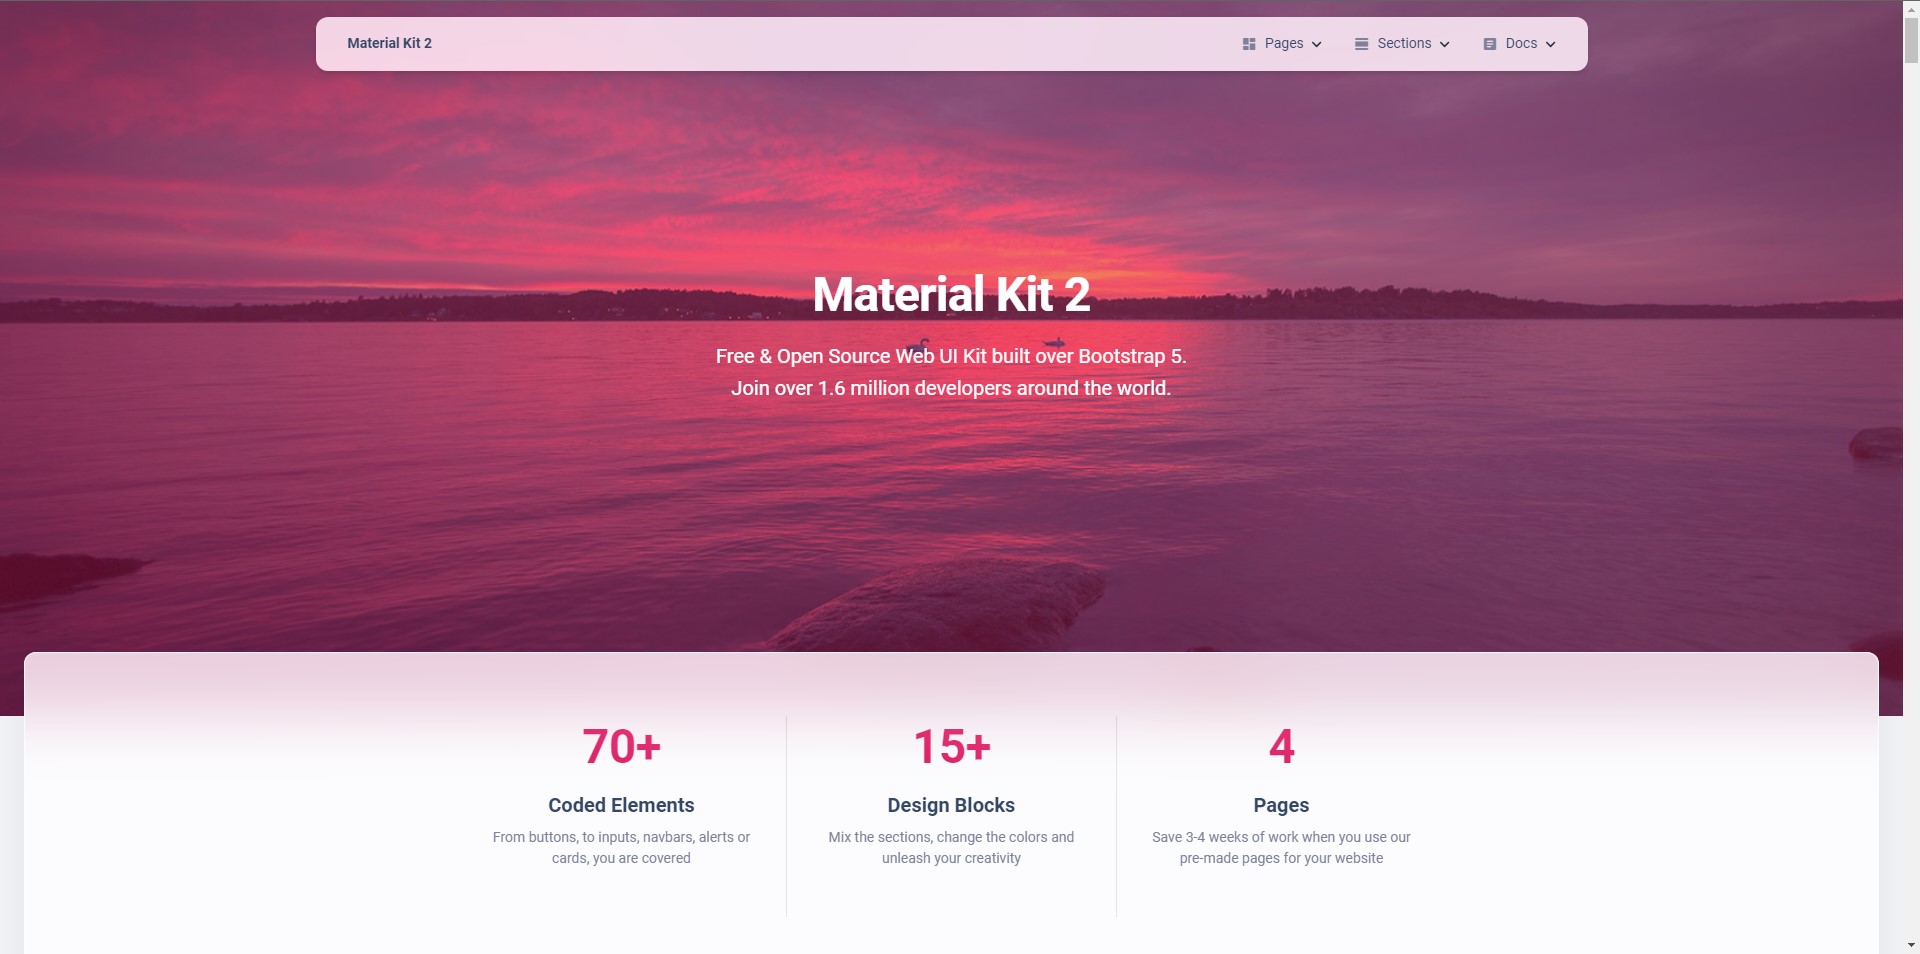 Material Kit 2
Pages
Sections
Docs
Material Kit 2
Free & Open Source Web UI Kit built over Bootstrap 5.
Join over 1.6 million developers around the world.
70+
Coded Elements
From buttons, to inputs, navbars, alerts or
cards, you are covered
15+
Design Blocks
Mix the sections, change the colors and
unleash your creativity
4
Pages
Save 3-4 weeks of work when you use our
pre-made pages for your website